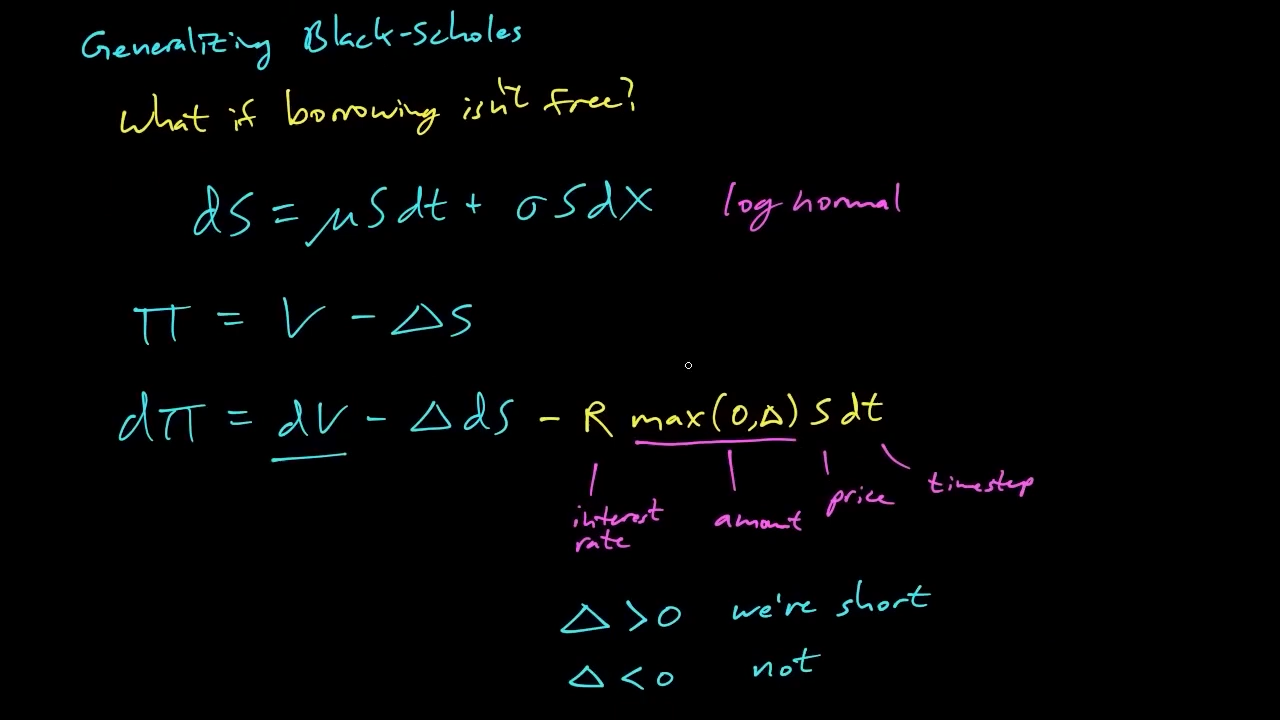 Generalizing Black-Scholes
What if borrowing isn't free?
dS = μSdt + σSdX   log normal
Π = V - ΔS
dΠ = dV - ΔdS - R max(0,Δ) S dt
interest rate   amount   price   timestep
Δ > 0   we're short
Δ < 0   not